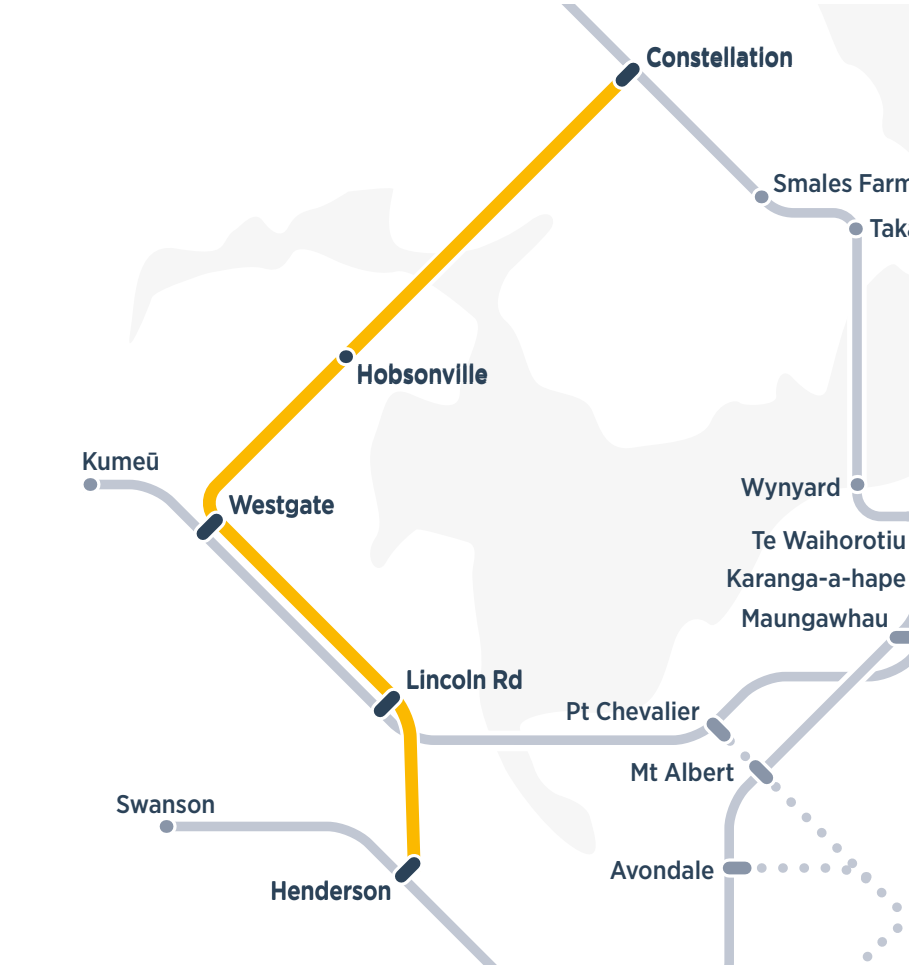 Constellation
Smales Farm
Taka
Hobsonville
Kumeū
Westgate
Wynyard
Te Waihorotiu
Karanga-a-hape
Maungawhau
Lincoln Rd
Pt Chevalier
Mt Albert
Swanson
Avondale
Henderson